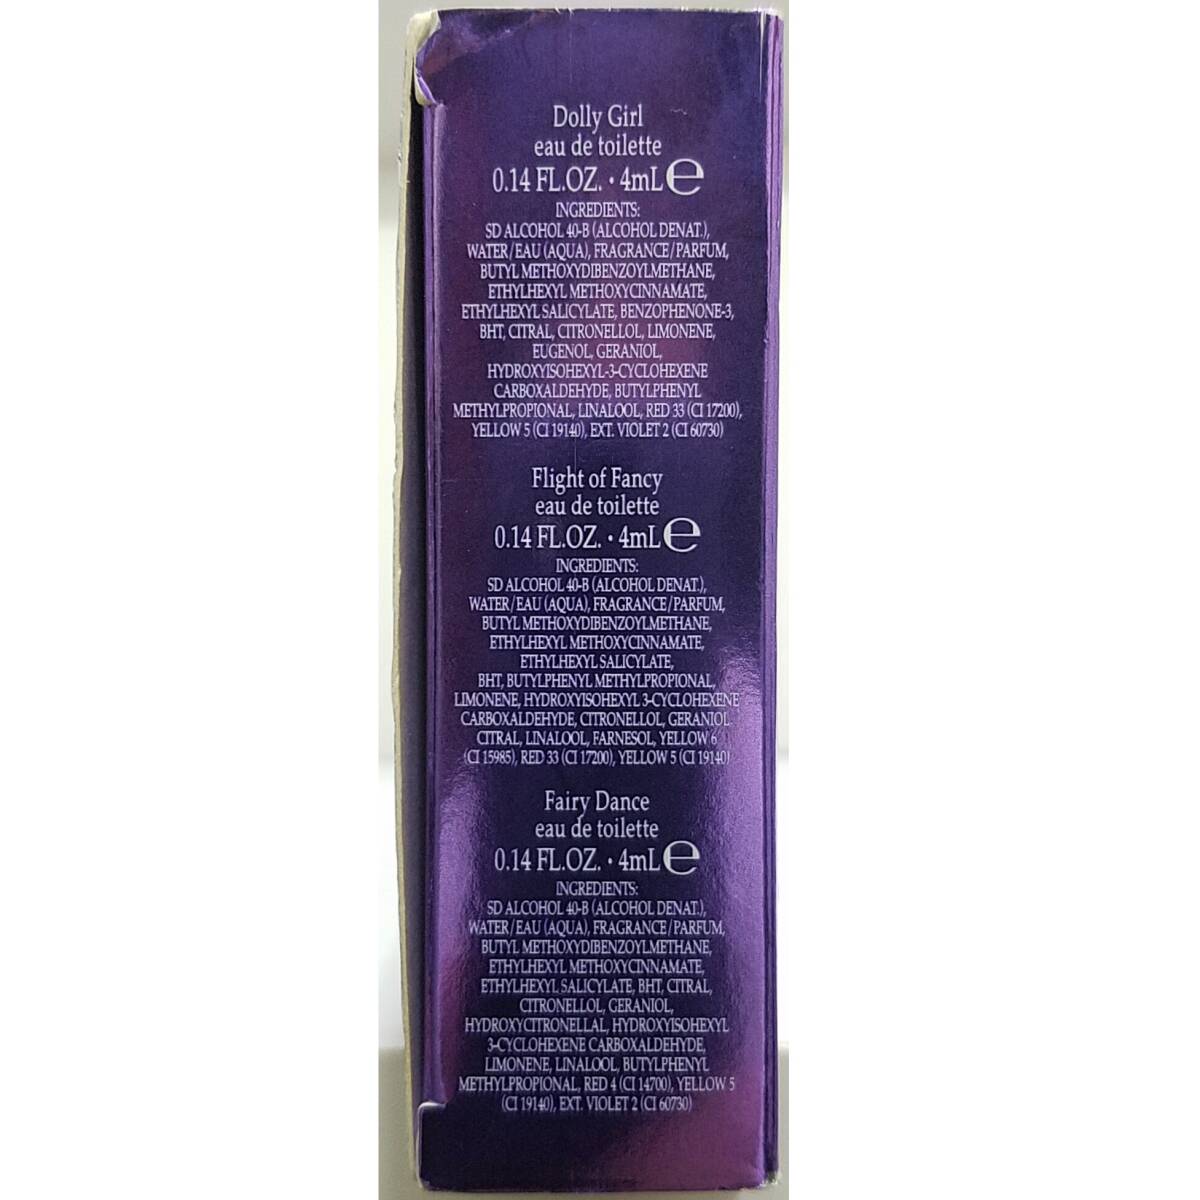 Dolly Girl
eau de toilette
0.14 FL.OZ. • 4mL ℮
INGREDIENTS:
SD ALCOHOL 40-B (ALCOHOL DENAT.),
WATER/EAU (AQUA), FRAGRANCE/PARFUM,
BUTYL METHOXYDIBENZOYLMETHANE,
ETHYLHEXYL METHOXYCINNAMATE,
ETHYLHEXYL SALICYLATE, BENZOPHENONE-3,
BHT, CITRAL, CITRONELLOL, LIMONENE,
EUGENOL, GERANIOL,
HYDROXYISOHEXYL-3-CYCLOHEXENE
CARBOXALDEHYDE, BUTYLPHENYL
METHYLPROPIONAL, LINALOOL, RED 33 (CI 17200),
YELLOW 5 (CI 19140), EXT. VIOLET 2 (CI 60730)
Flight of Fancy
eau de toilette
0.14 FL.OZ. • 4mL ℮
INGREDIENTS:
SD ALCOHOL 40-B (ALCOHOL DENAT.),
WATER/EAU (AQUA), FRAGRANCE/PARFUM,
BUTYL METHOXYDIBENZOYLMETHANE,
ETHYLHEXYL METHOXYCINNAMATE,
ETHYLHEXYL SALICYLATE,
BHT, BUTYLPHENYL METHYLPROPIONAL,
LIMONENE, HYDROXYISOHEXYL 3-CYCLOHEXENE
CARBOXALDEHYDE, CITRONELLOL, GERANIOL
CITRAL, LINALOOL, FARNESOL, YELLOW 6
(CI 15985), RED 33 (CI 17200), YELLOW 5 (CI 19140)
Fairy Dance
eau de toilette
0.14 FL.OZ. • 4mL ℮
INGREDIENTS:
SD ALCOHOL 40-B (ALCOHOL DENAT.),
WATER/EAU (AQUA), FRAGRANCE/PARFUM,
BUTYL METHOXYDIBENZOYLMETHANE,
ETHYLHEXYL METHOXYCINNAMATE,
ETHYLHEXYL SALICYLATE, BHT, CITRAL,
CITRONELLOL, GERANIOL,
HYDROXYCITRONELLAL, HYDROXYISOHEXYL
3-CYCLOHEXENE CARBOXALDEHYDE,
LIMONENE, LINALOOL, BUTYLPHENYL
METHYLPROPIONAL, RED 4 (CI 14700), YELLOW 5
(CI 19140), EXT. VIOLET 2 (CI 60730)